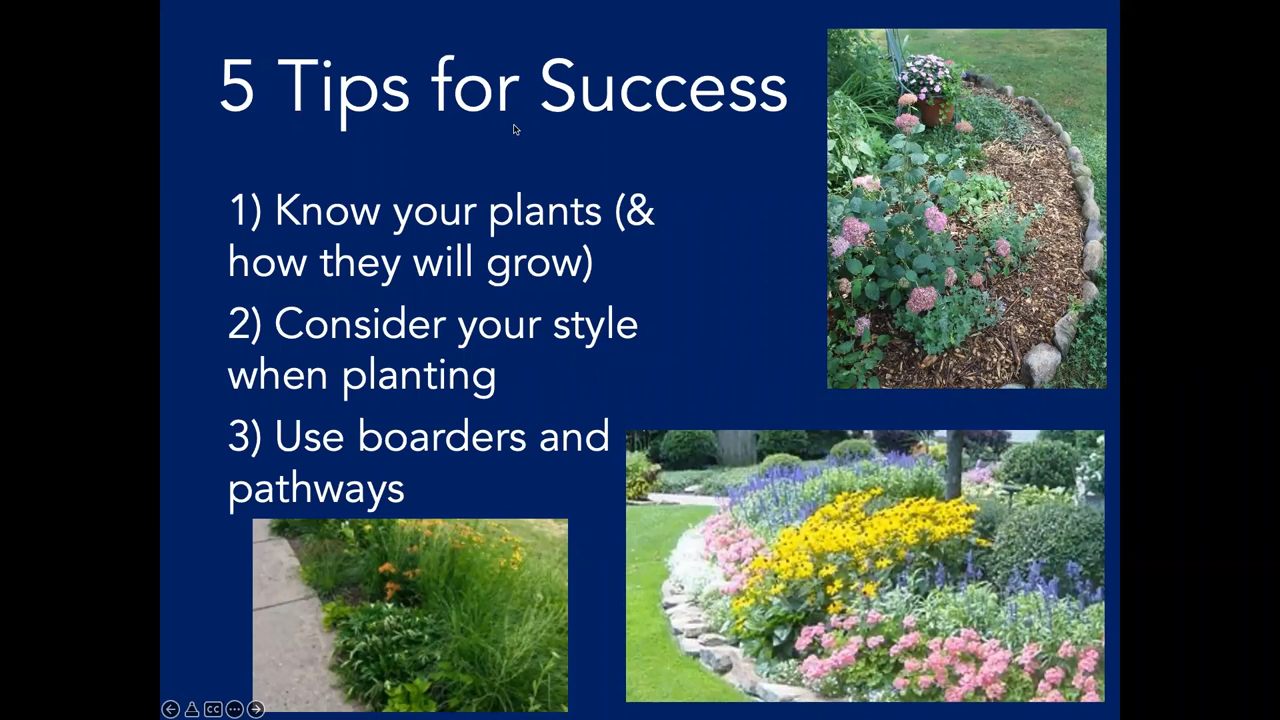 5 Tips for Success
1) Know your plants (&
how they will grow)
2) Consider your style
when planting
3) Use boarders and
pathways
CC